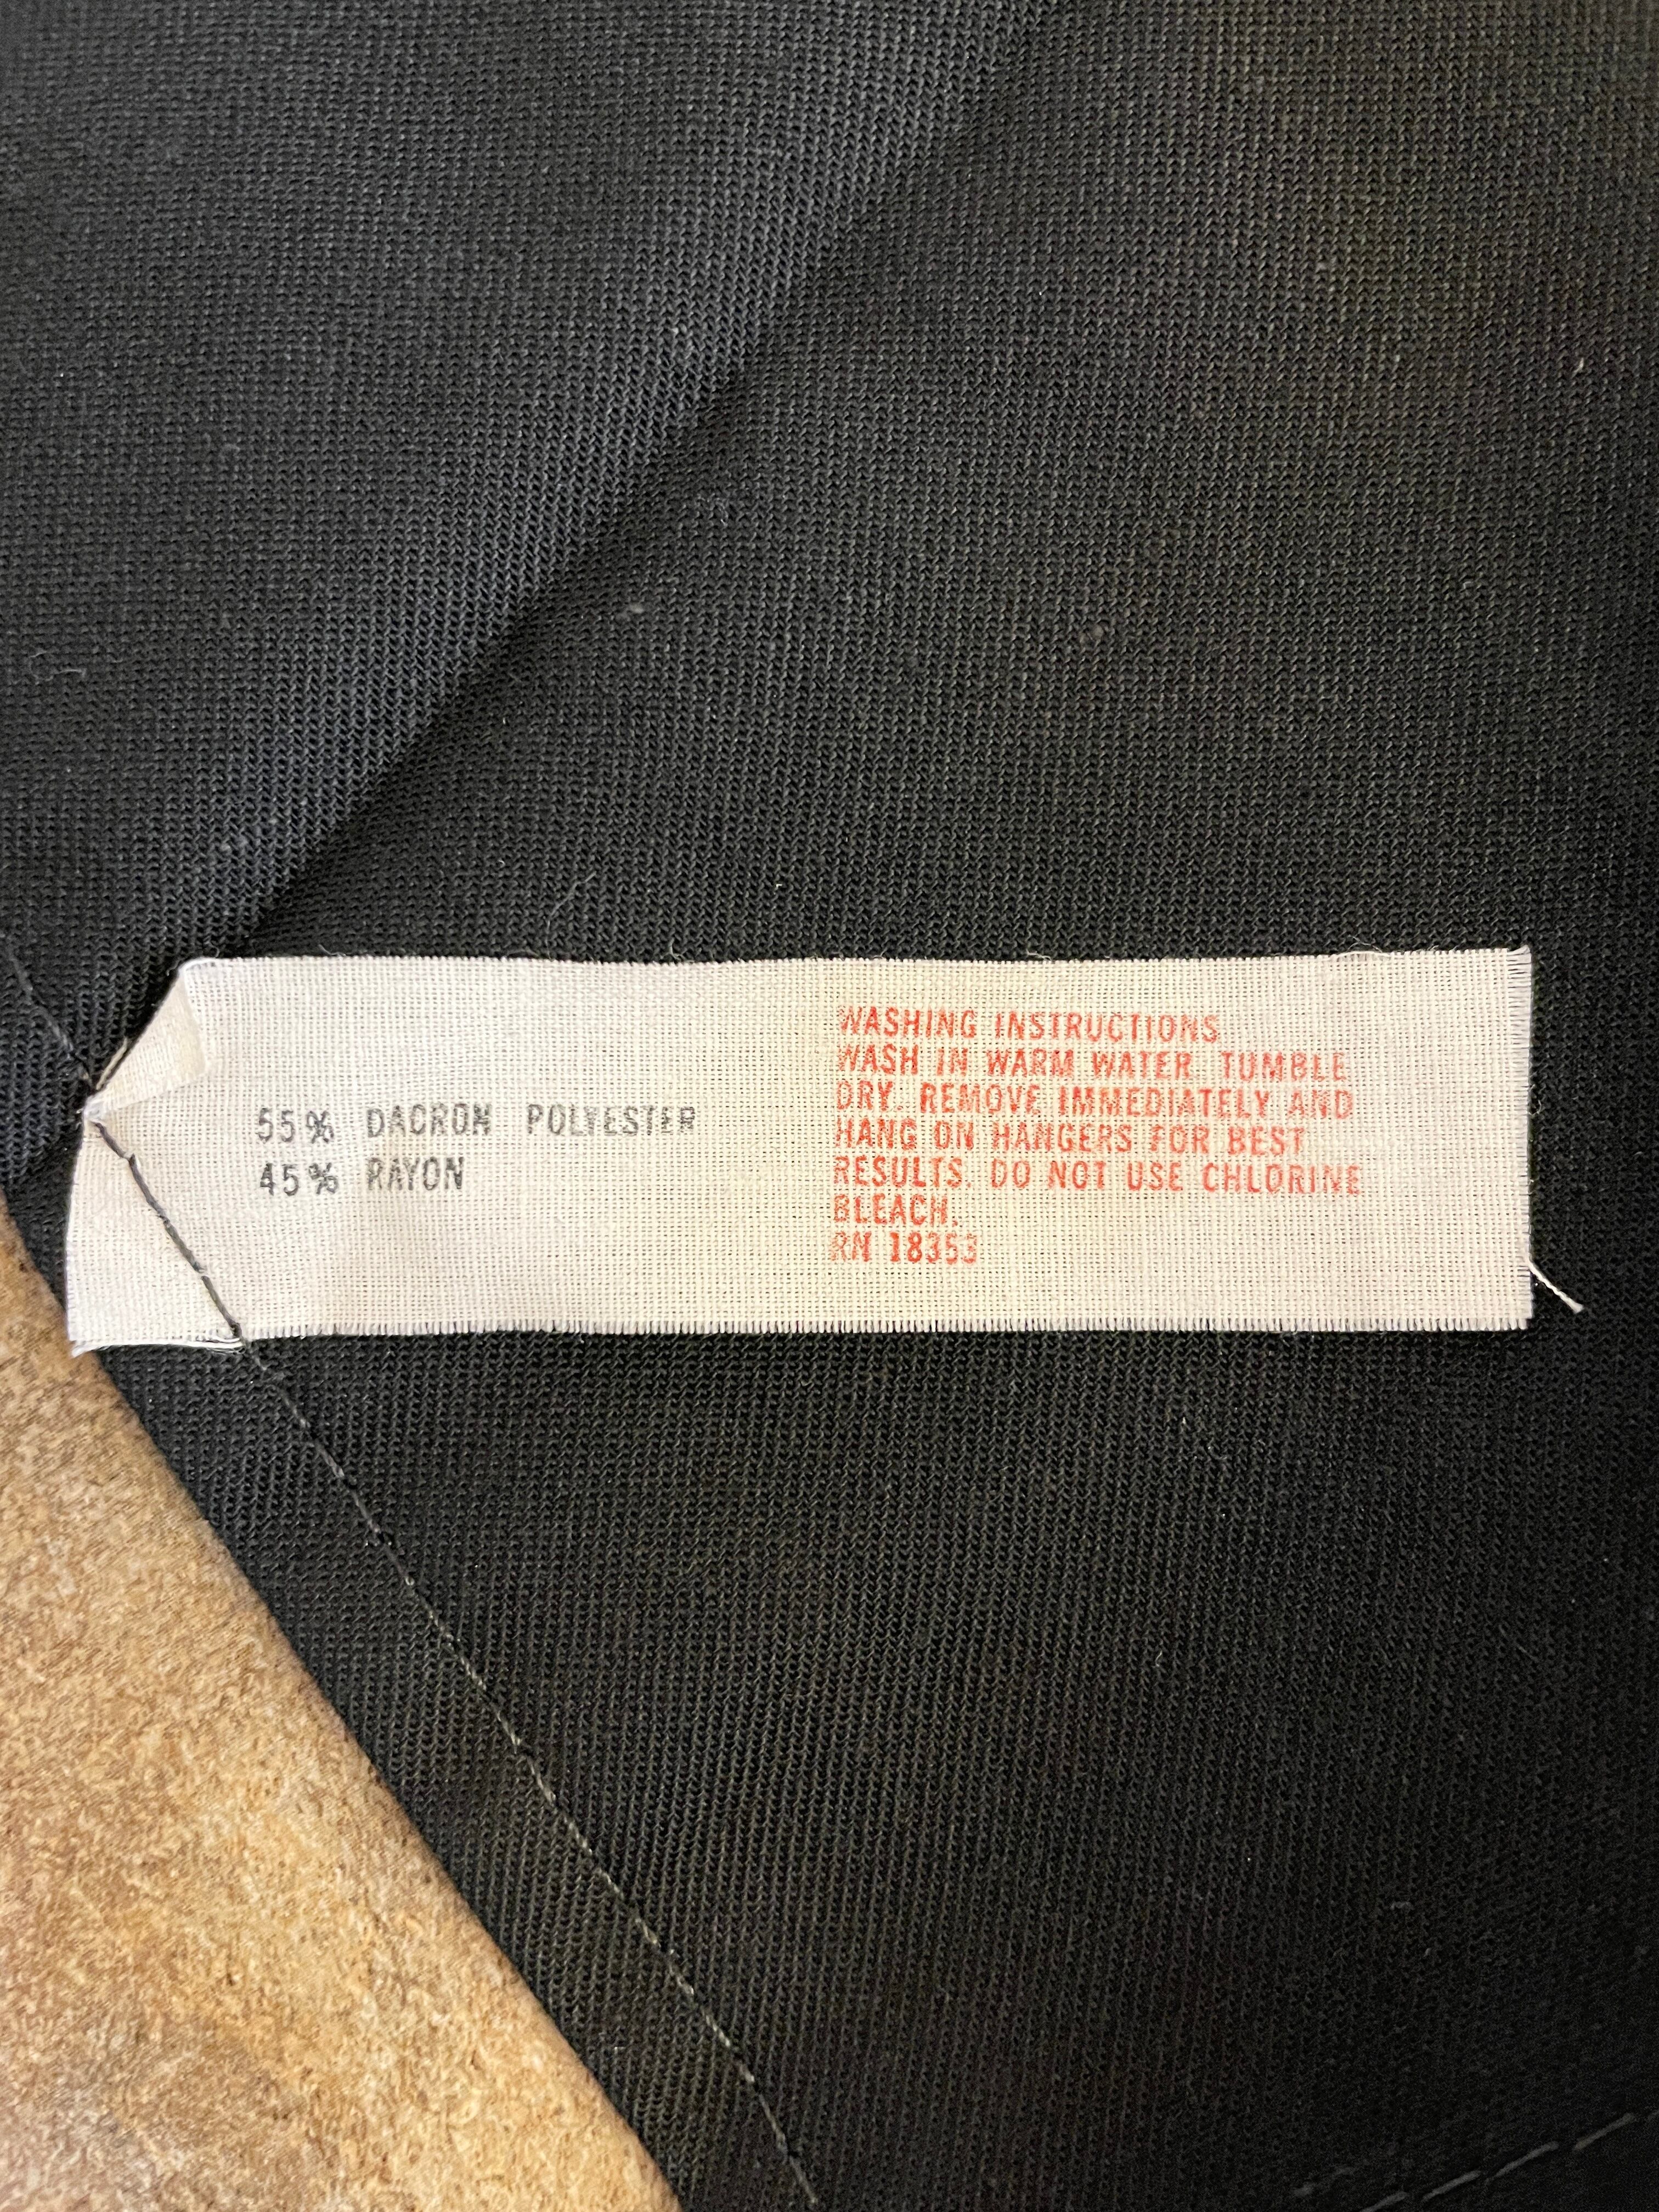 55% DACRON POLYESTER
45% RAYON
WASHING INSTRUCTIONS
WASH IN WARM WATER. TUMBLE
DRY. REMOVE IMMEDIATELY AND
HANG ON HANGERS FOR BEST
RESULTS. DO NOT USE CHLORINE
BLEACH.
RN 18353